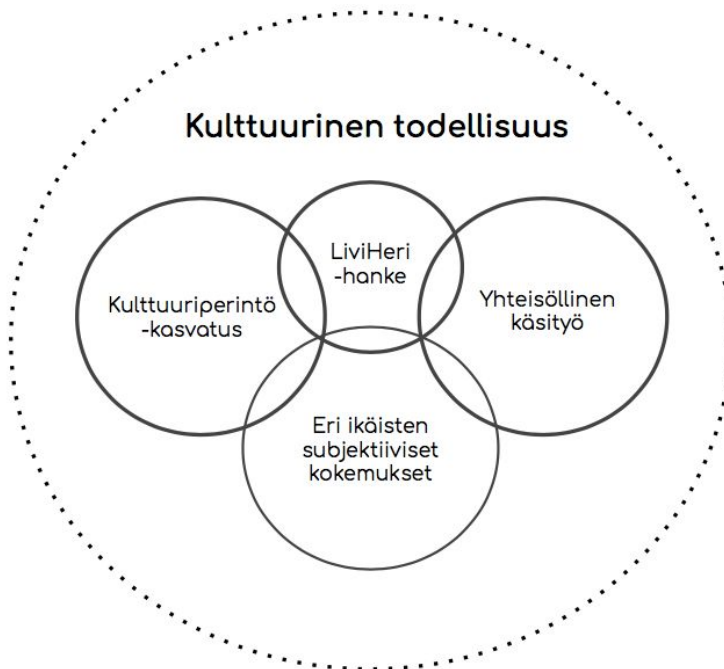 Kulttuurinen todellisuus
LiviHeri
-hanke
Kulttuuriperintö
-kasvatus
Yhteisöllinen
käsityö
Eri ikäisten
subjektiiviset
kokemukset